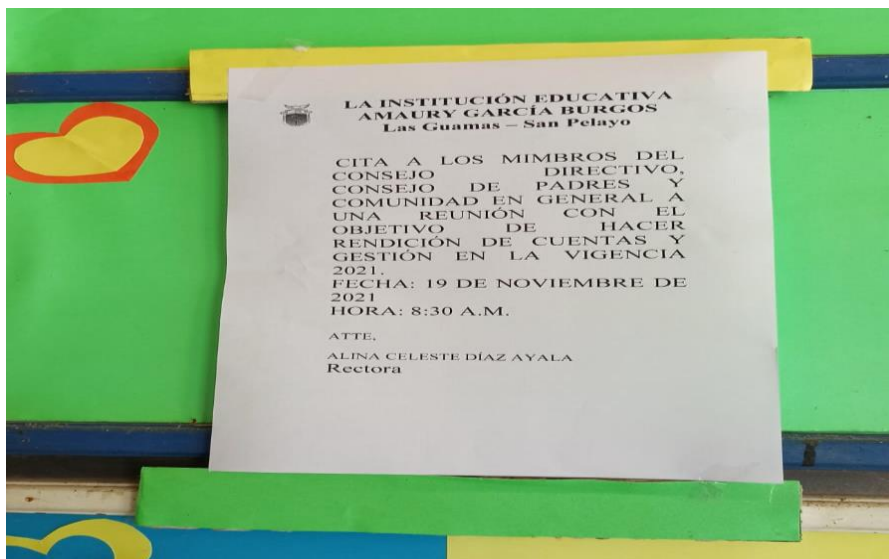 LA INSTITUCIÓN EDUCATIVA
AMAURY GARCÍA BURGOS
Las Guamas – San Pelayo
CITA A LOS MIMBROS DEL
CONSEJO DIRECTIVO,
CONSEJO DE PADRES Y
COMUNIDAD EN GENERAL A
UNA REUNIÓN CON EL
OBJETIVO DE HACER
RENDICIÓN DE CUENTAS Y
GESTIÓN EN LA VIGENCIA
2021.
FECHA: 19 DE NOVIEMBRE DE
2021
HORA: 8:30 A.M.
ATTE,
ALINA CELESTE DÍAZ AYALA
Rectora